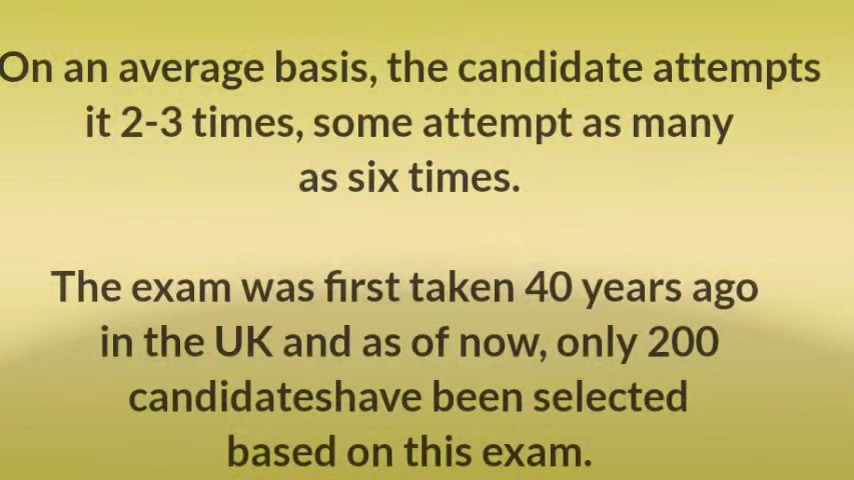 On an average basis, the candidate attempts
it 2-3 times, some attempt as many
as six times.
The exam was first taken 40 years ago
in the UK and as of now, only 200
candidateshave been selected
based on this exam.